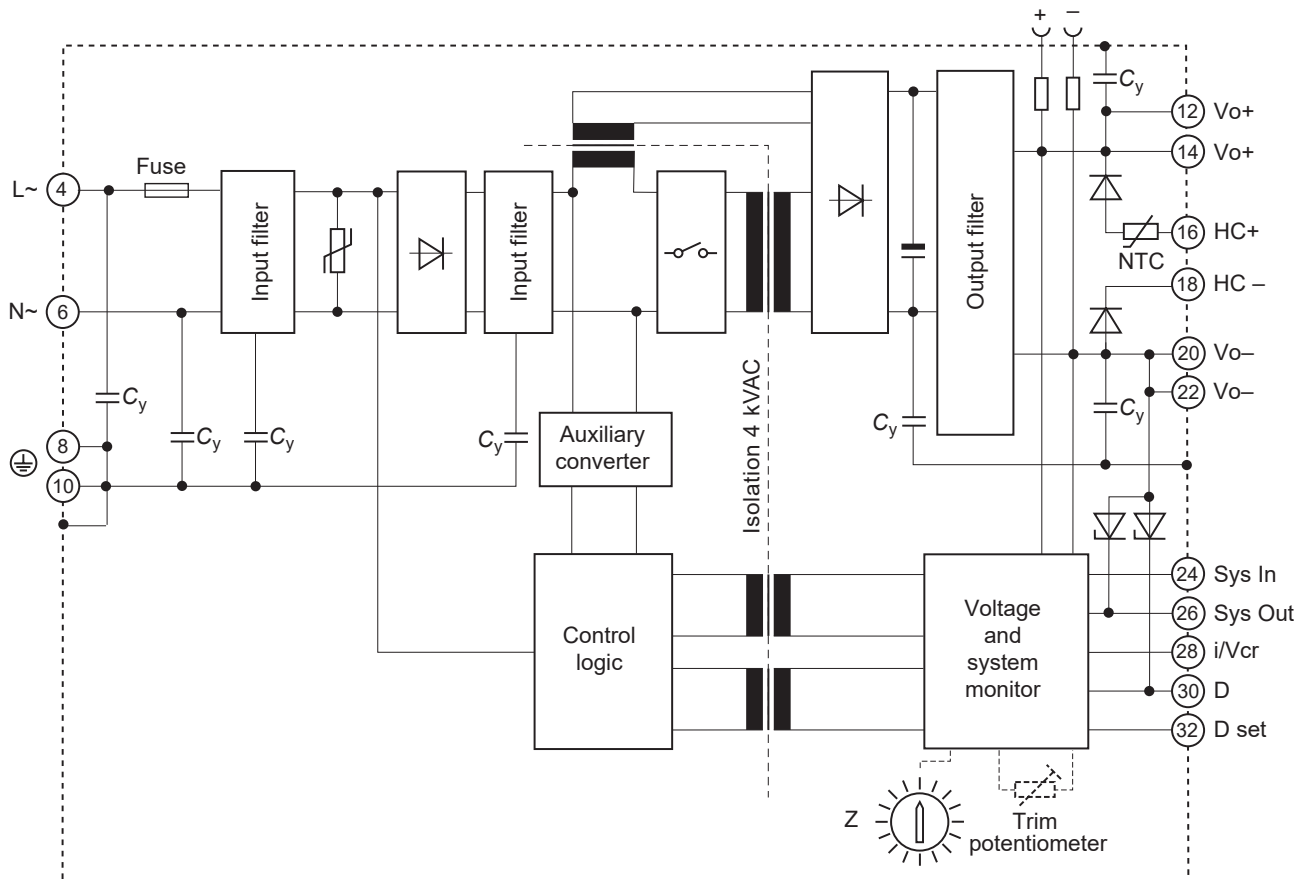 + –
Cy
12 Vo+
Fuse
14 Vo+
L~ 4
Input filter
Input filter
Output filter
16 HC+
NTC
18 HC –
N~ 6
20 Vo–
22 Vo–
Isolation 4 kVAC
Cy
Cy
Cy
Cy
Cy
Cy
8
10
Auxiliary
converter
24 Sys In
26 Sys Out
28 i/Vcr
30 D
32 D set
Control
logic
Voltage
and
system
monitor
Z
Trim
potentiometer